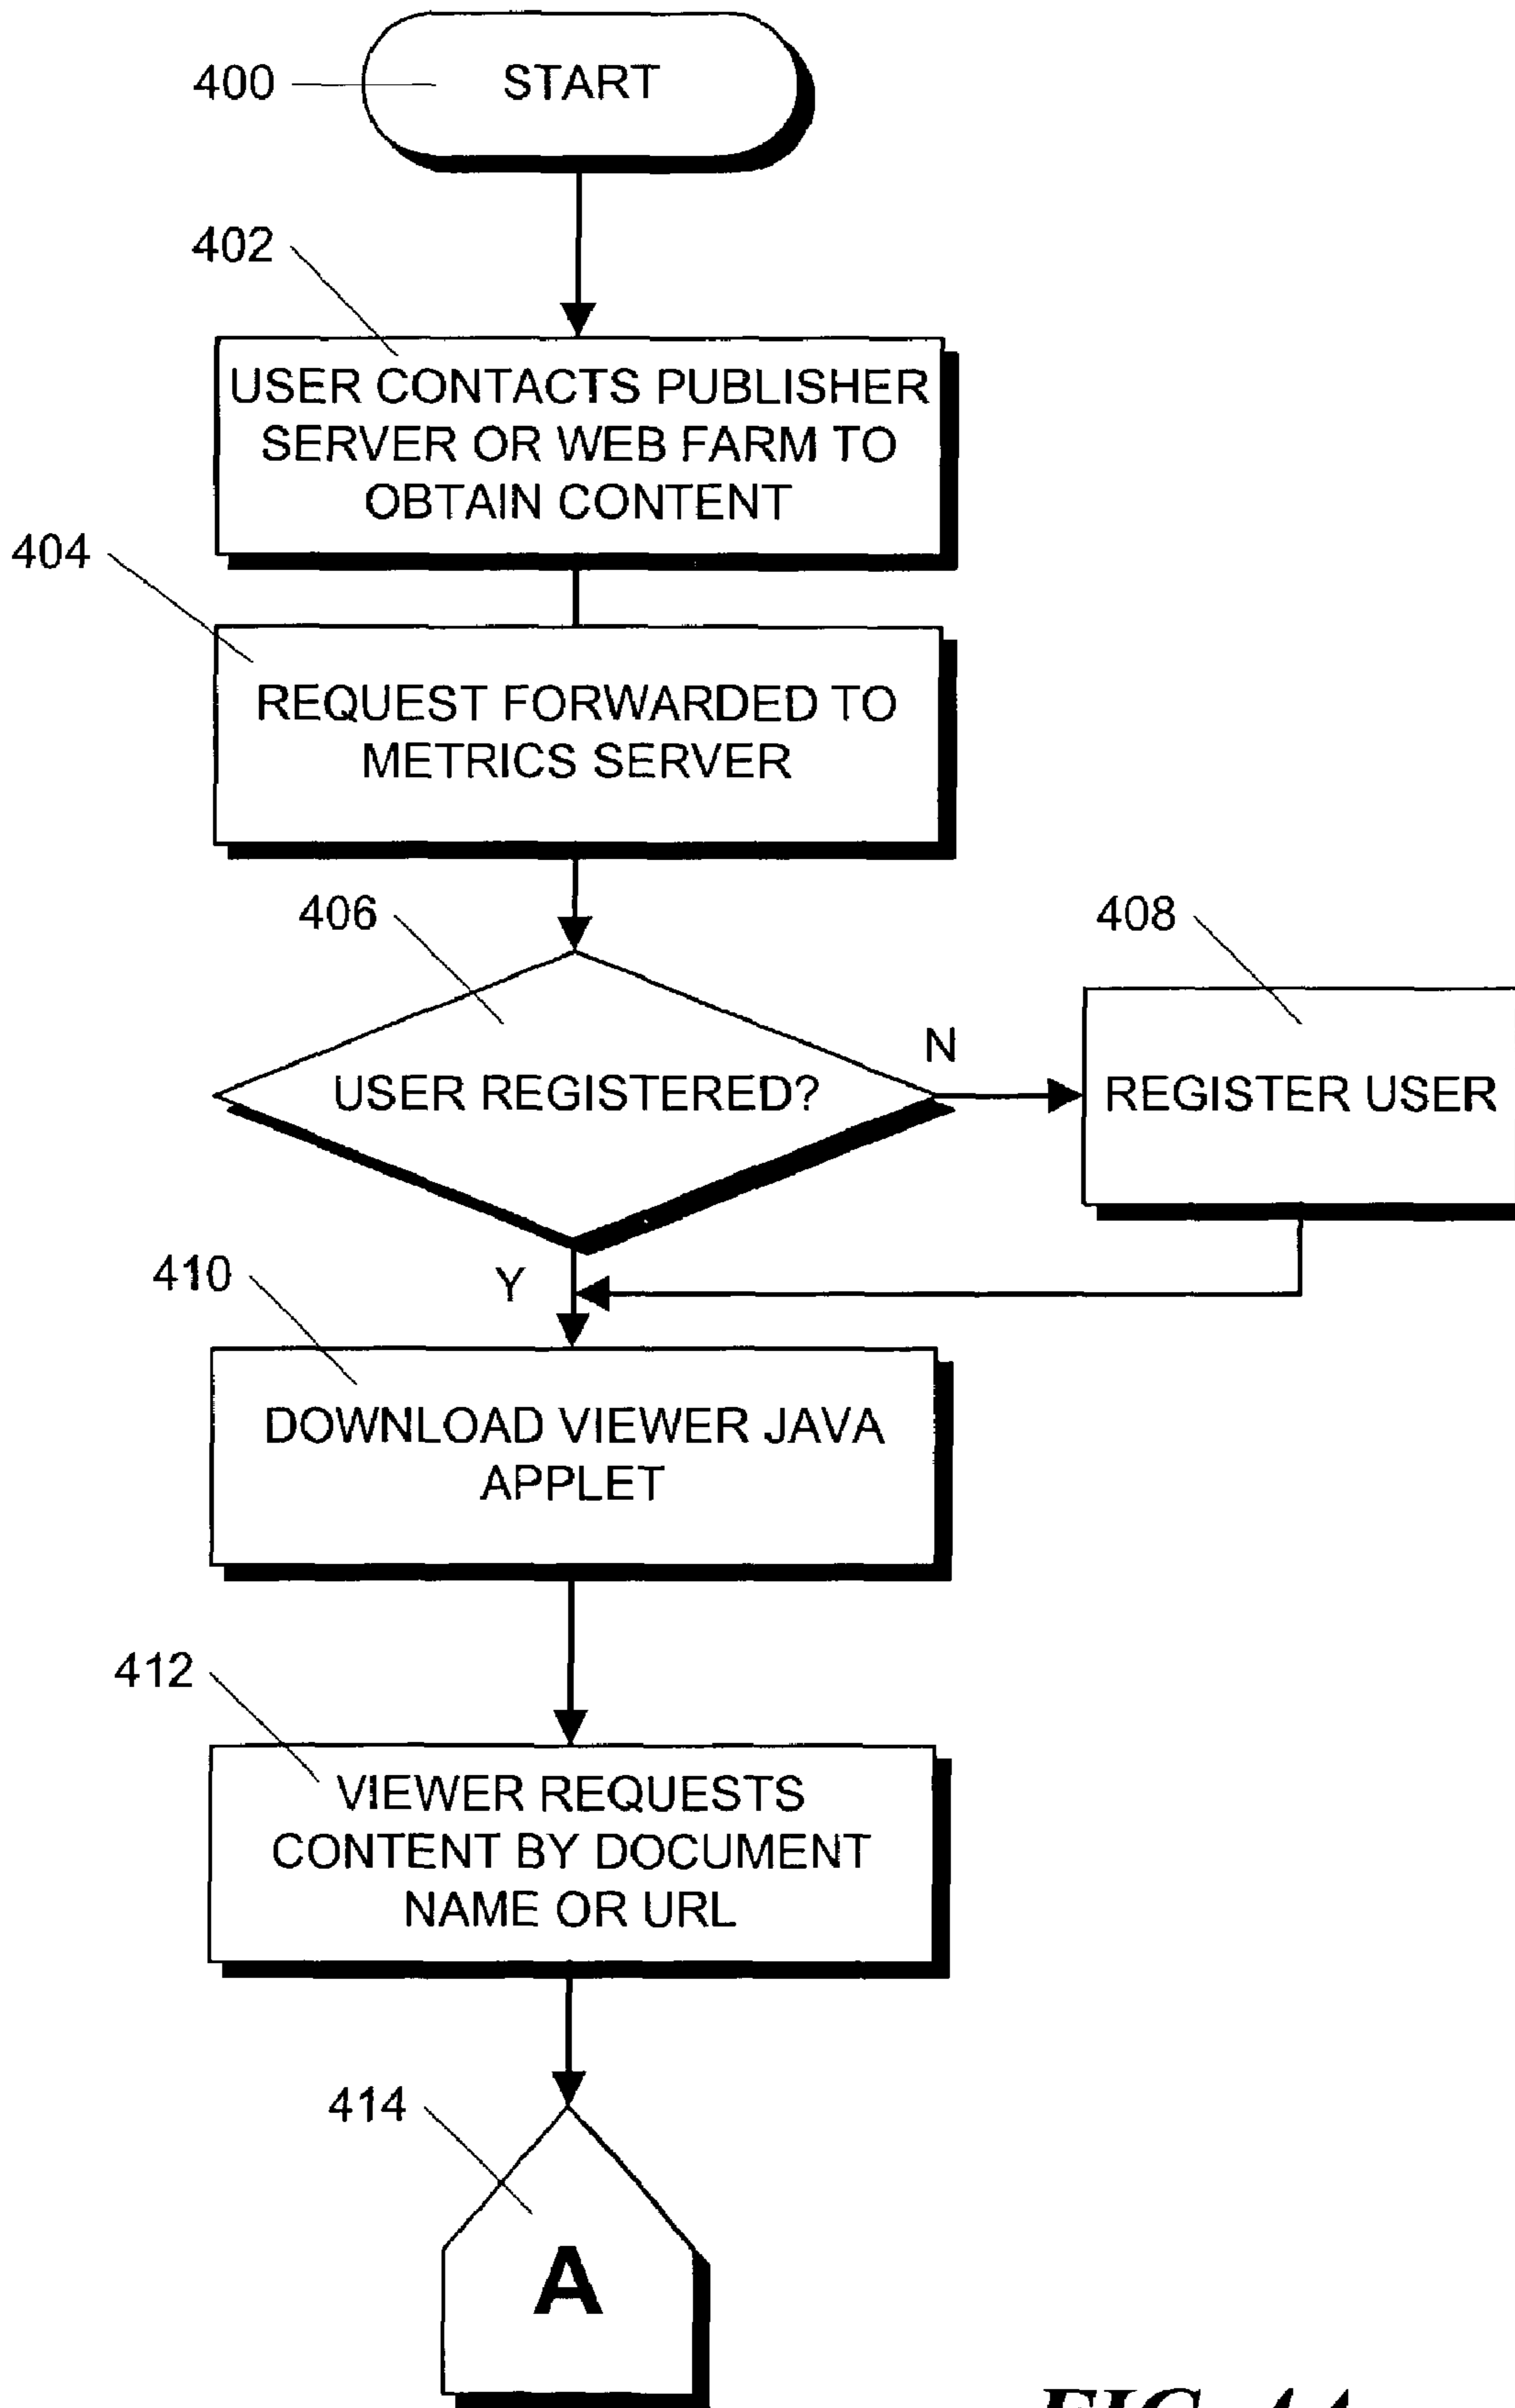 400
START
402
USER CONTACTS PUBLISHER
SERVER OR WEB FARM TO
OBTAIN CONTENT
404
REQUEST FORWARDED TO
METRICS SERVER
406
408
N
USER REGISTERED?
REGISTER USER
410
Y
DOWNLOAD VIEWER JAVA
APPLET
412
VIEWER REQUESTS
CONTENT BY DOCUMENT
NAME OR URL
414
A
FIG. 4A